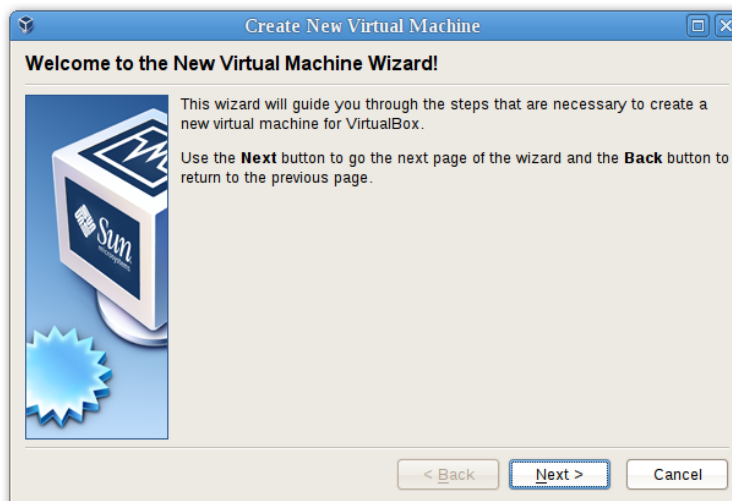 Create New Virtual Machine
Welcome to the New Virtual Machine Wizard!
This wizard will guide you through the steps that are necessary to create a
new virtual machine for VirtualBox.
Use the Next button to go the next page of the wizard and the Back button to
return to the previous page.
Sun
microsystems
< Back
Next >
Cancel